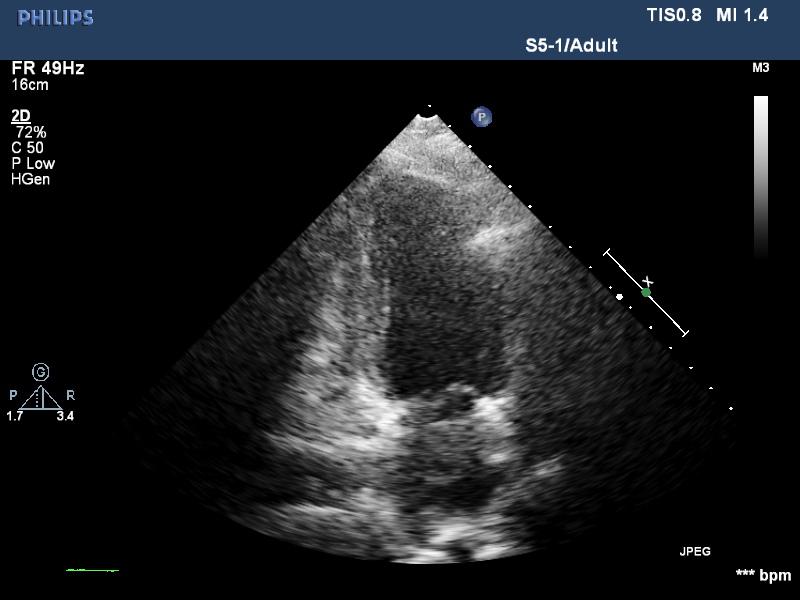 PHILIPS
TIS0.8 MI 1.4
S5-1/Adult
FR 49Hz
16cm
M3
2D
72%
C 50
P Low
HGen
P
G
P R
1.7 3.4
X
JPEG
*** bpm